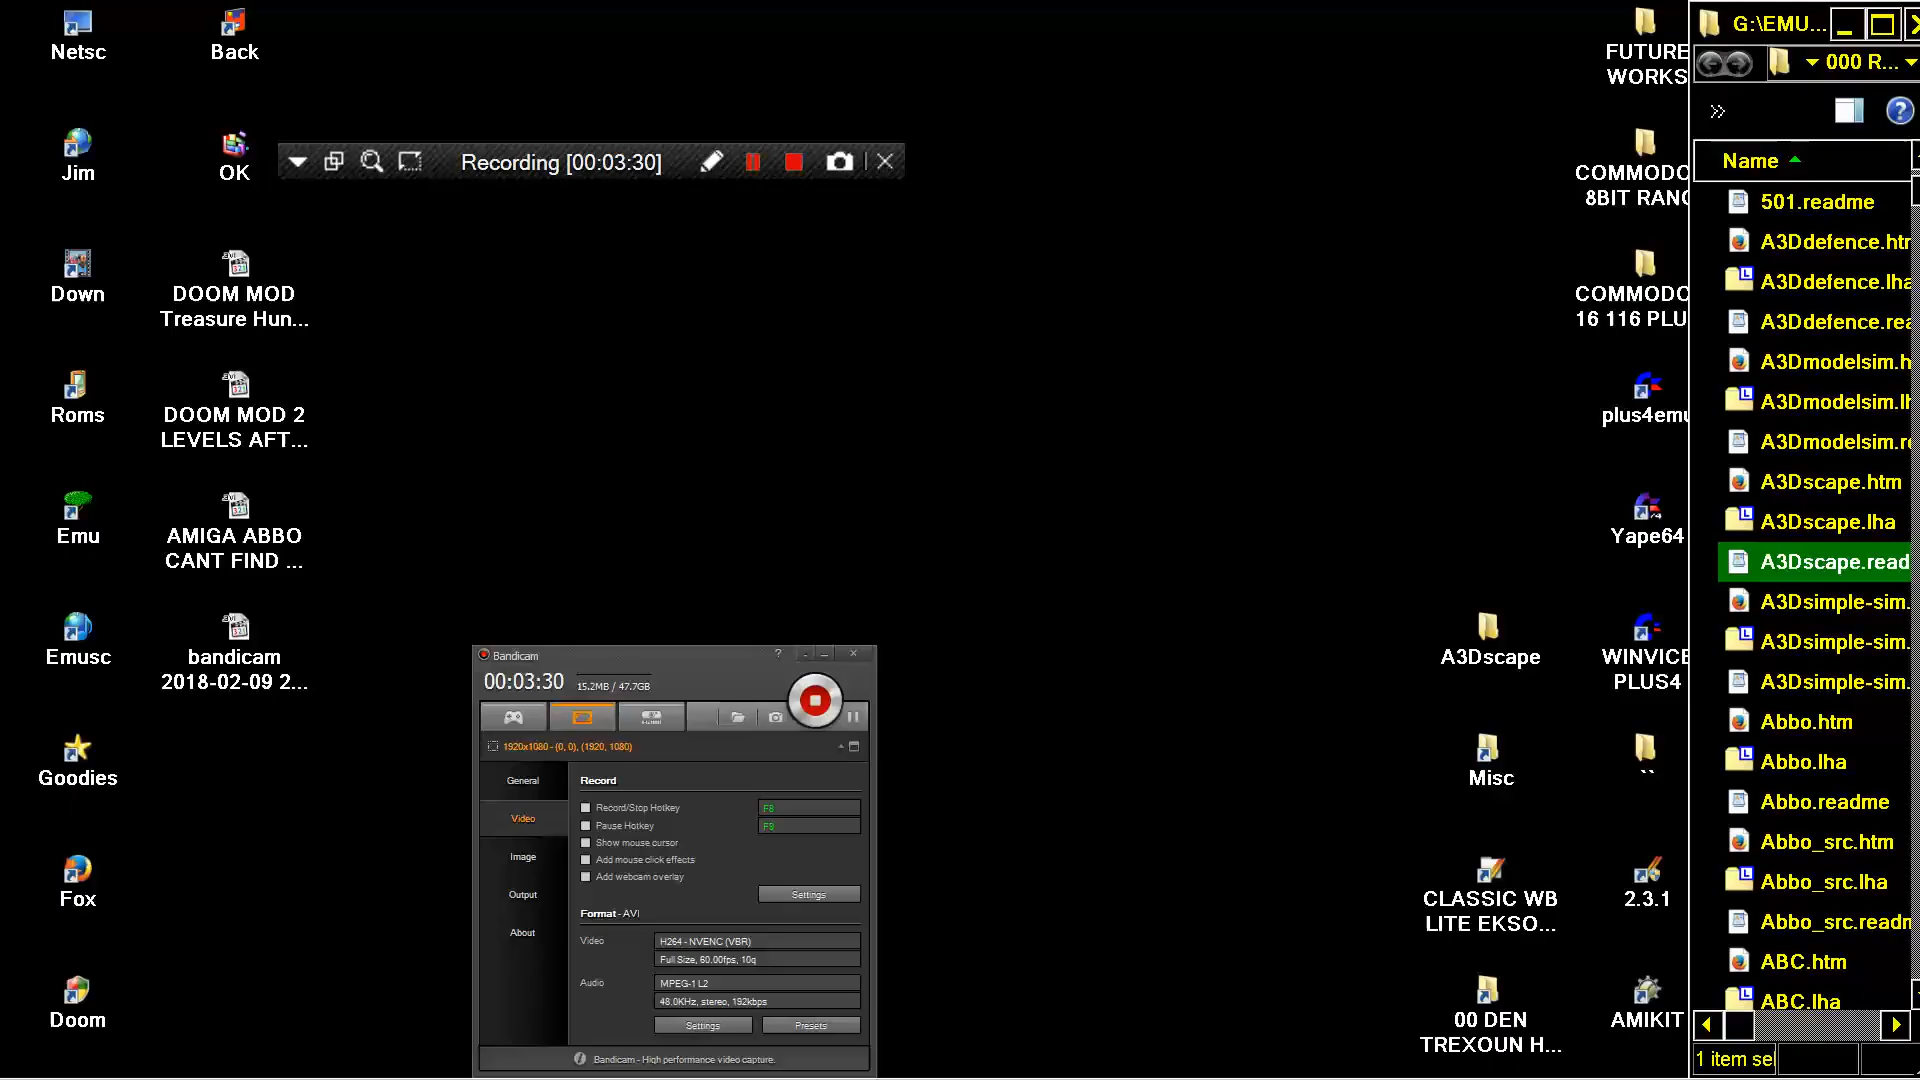 Netsc
Back
Jim
OK
Down
DOOM MOD
Treasure Hun...
Roms
DOOM MOD 2
LEVELS AFT...
Emu
AMIGA ABBO
CANT FIND ...
Emusc
bandicam
2018-02-09 2...
Goodies
Fox
Doom
Recording [00:03:30]
Bandicam
?
00:03:30
15.2MB / 47.7GB
1920x1080 - (0, 0), (1920, 1080)
General
Video
Image
Output
About
Record
Record/Stop Hotkey
Pause Hotkey
Show mouse cursor
Add mouse click effects
Add webcam overlay
Settings
Format - AVI
Video
H264 - NVENC (VBR)
Full Size, 60.00fps, 10q
Audio
MPEG-1 L2
48.0KHz, stereo, 192kbps
Settings
Presets
Bandicam - High performance video capture.
A3Dscape
Misc
CLASSIC WB
LITE EKSO...
00 DEN
TREXOUN H...
FUTURE
WORKS
COMMODO
8BIT RANG
COMMODO
16 116 PLU
plus4emu
Yape64
WINVICE
PLUS4
``
2.3.1
AMIKIT
G:\EMU...
000 R...
»
?
Name
501.readme
A3Ddefence.htm
A3Ddefence.lha
A3Ddefence.rea
A3Dmodelsim.h
A3Dmodelsim.lh
A3Dmodelsim.re
A3Dscape.htm
A3Dscape.lha
A3Dscape.read
A3Dsimple-sim.
A3Dsimple-sim.
A3Dsimple-sim.
Abbo.htm
Abbo.lha
Abbo.readme
Abbo_src.htm
Abbo_src.lha
Abbo_src.readm
ABC.htm
ABC.lha
1 item sel